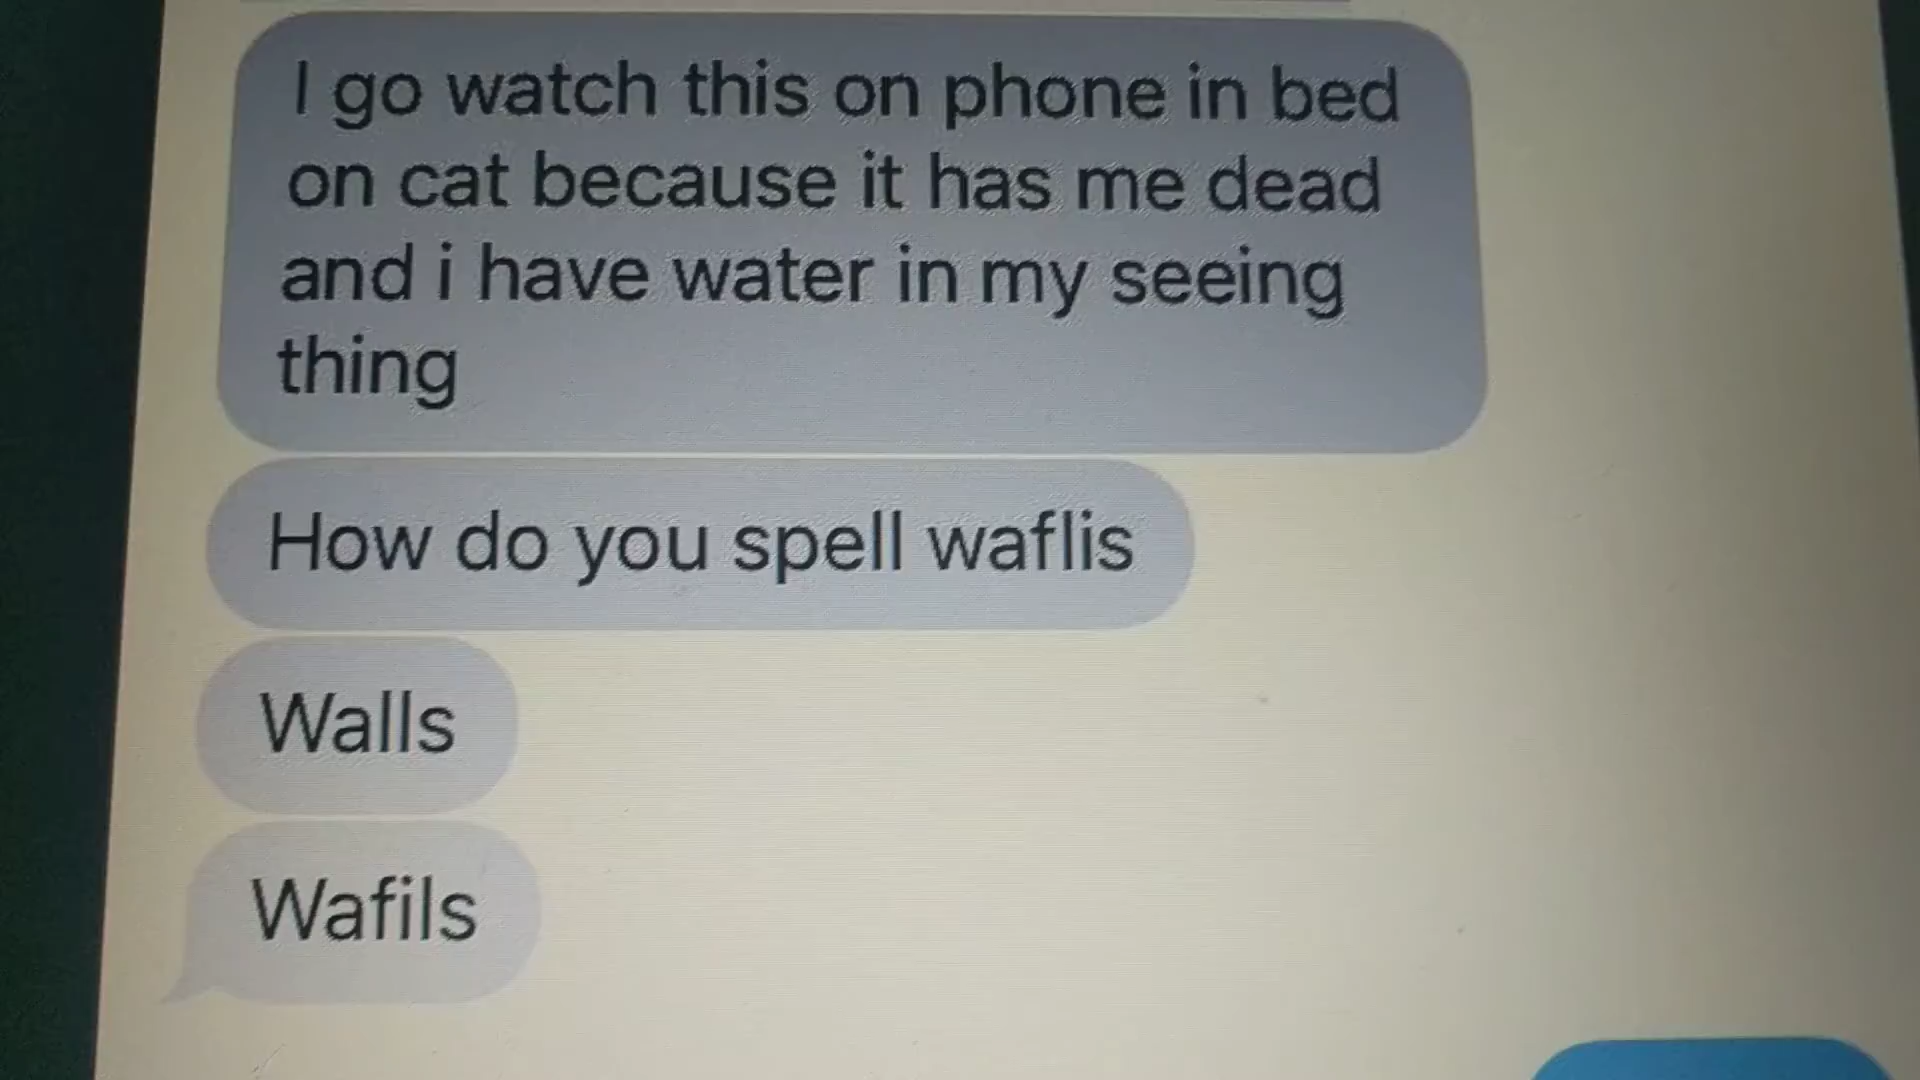 I go watch this on phone in bed
on cat because it has me dead
and i have water in my seeing
thing
How do you spell waflis
Walls
Wafils